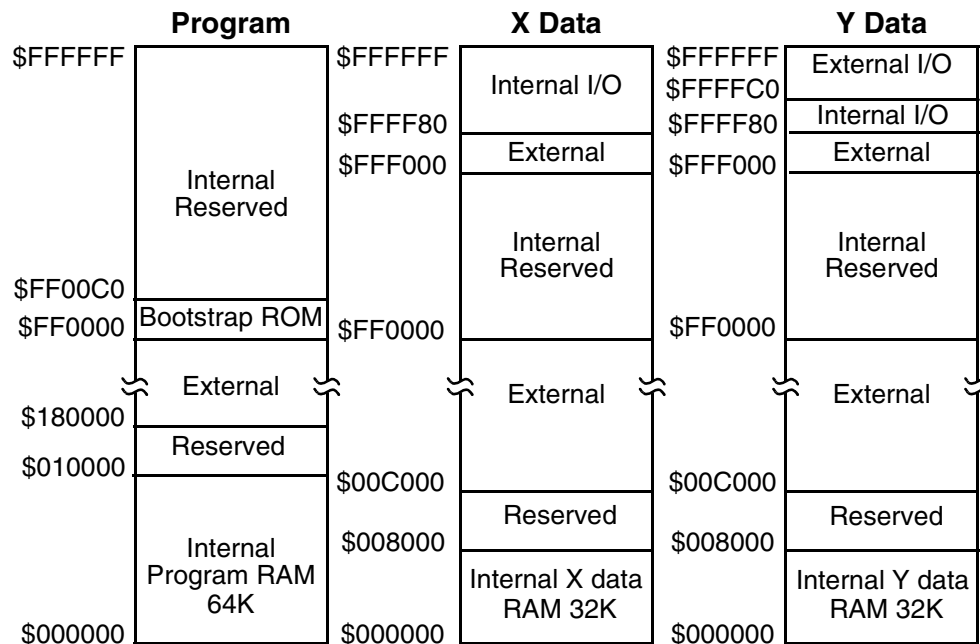 Program
$FFFFFF
Internal
Reserved
$FF00C0
Bootstrap ROM
$FF0000
External
$180000
Reserved
$010000
Internal
Program RAM
64K
$000000
X Data
$FFFFFF
Internal I/O
$FFFF80
External
$FFF000
Internal
Reserved
$FF0000
External
$00C000
Reserved
$008000
Internal X data
RAM 32K
$000000
Y Data
$FFFFFF
External I/O
$FFFFC0
Internal I/O
$FFFF80
External
$FFF000
Internal
Reserved
$FF0000
External
$00C000
Reserved
$008000
Internal Y data
RAM 32K
$000000